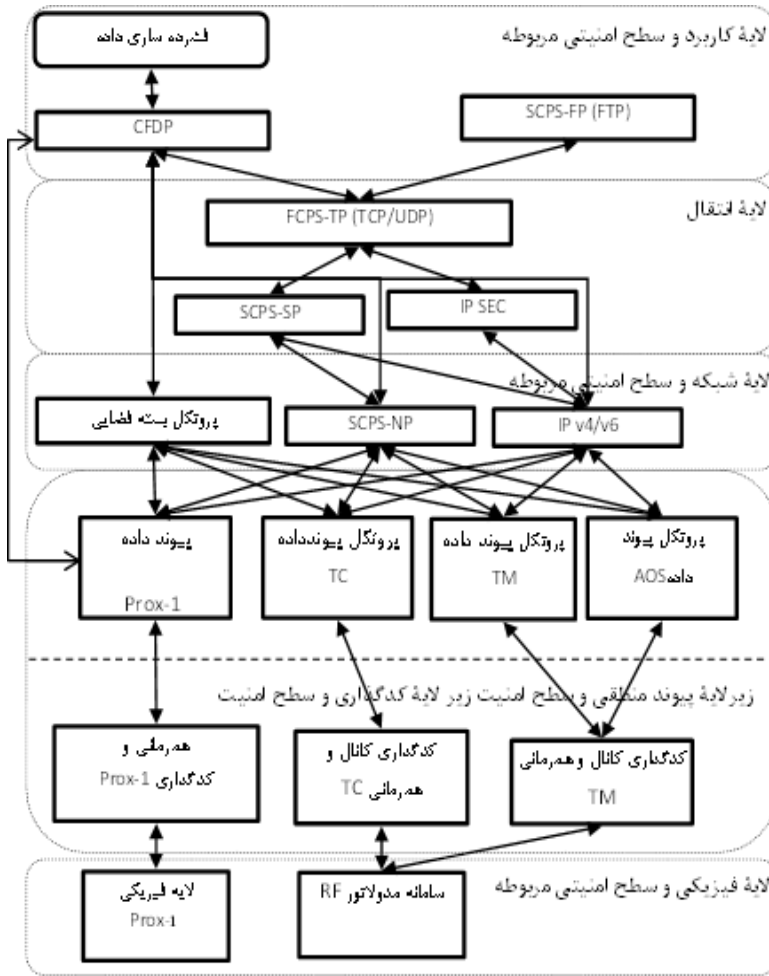 لایهٔ کاربرد و سطح امنیتی مربوطه
فشرده سازی داده
CFDP
SCPS-FP (FTP)
لایهٔ انتقال
FCPS-TP (TCP/UDP)
SCPS-SP
IP SEC
لایهٔ شبکه و سطح امنیتی مربوطه
پروتکل بسته فضایی
SCPS-NP
IP v4/v6
پیوند داده
Prox-1
پروتکل پیوندداده
TC
پروتکل پیوند داده
TM
پروتکل پیوند
دادهAOS
زیرلایهٔ پیوند منطقی و سطح امنیت زیر لایهٔ کدگذاری و سطح امنیت
همزمانی و
کدگذاری Prox-1
کدگذاری کانال و
همزمانی TC
کدگذاری کانال و همزمانی
TM
لایهٔ فیزیکی و سطح امنیتی مربوطه
لایه فیزیکی
Prox-1
سامانه مدولاتور RF